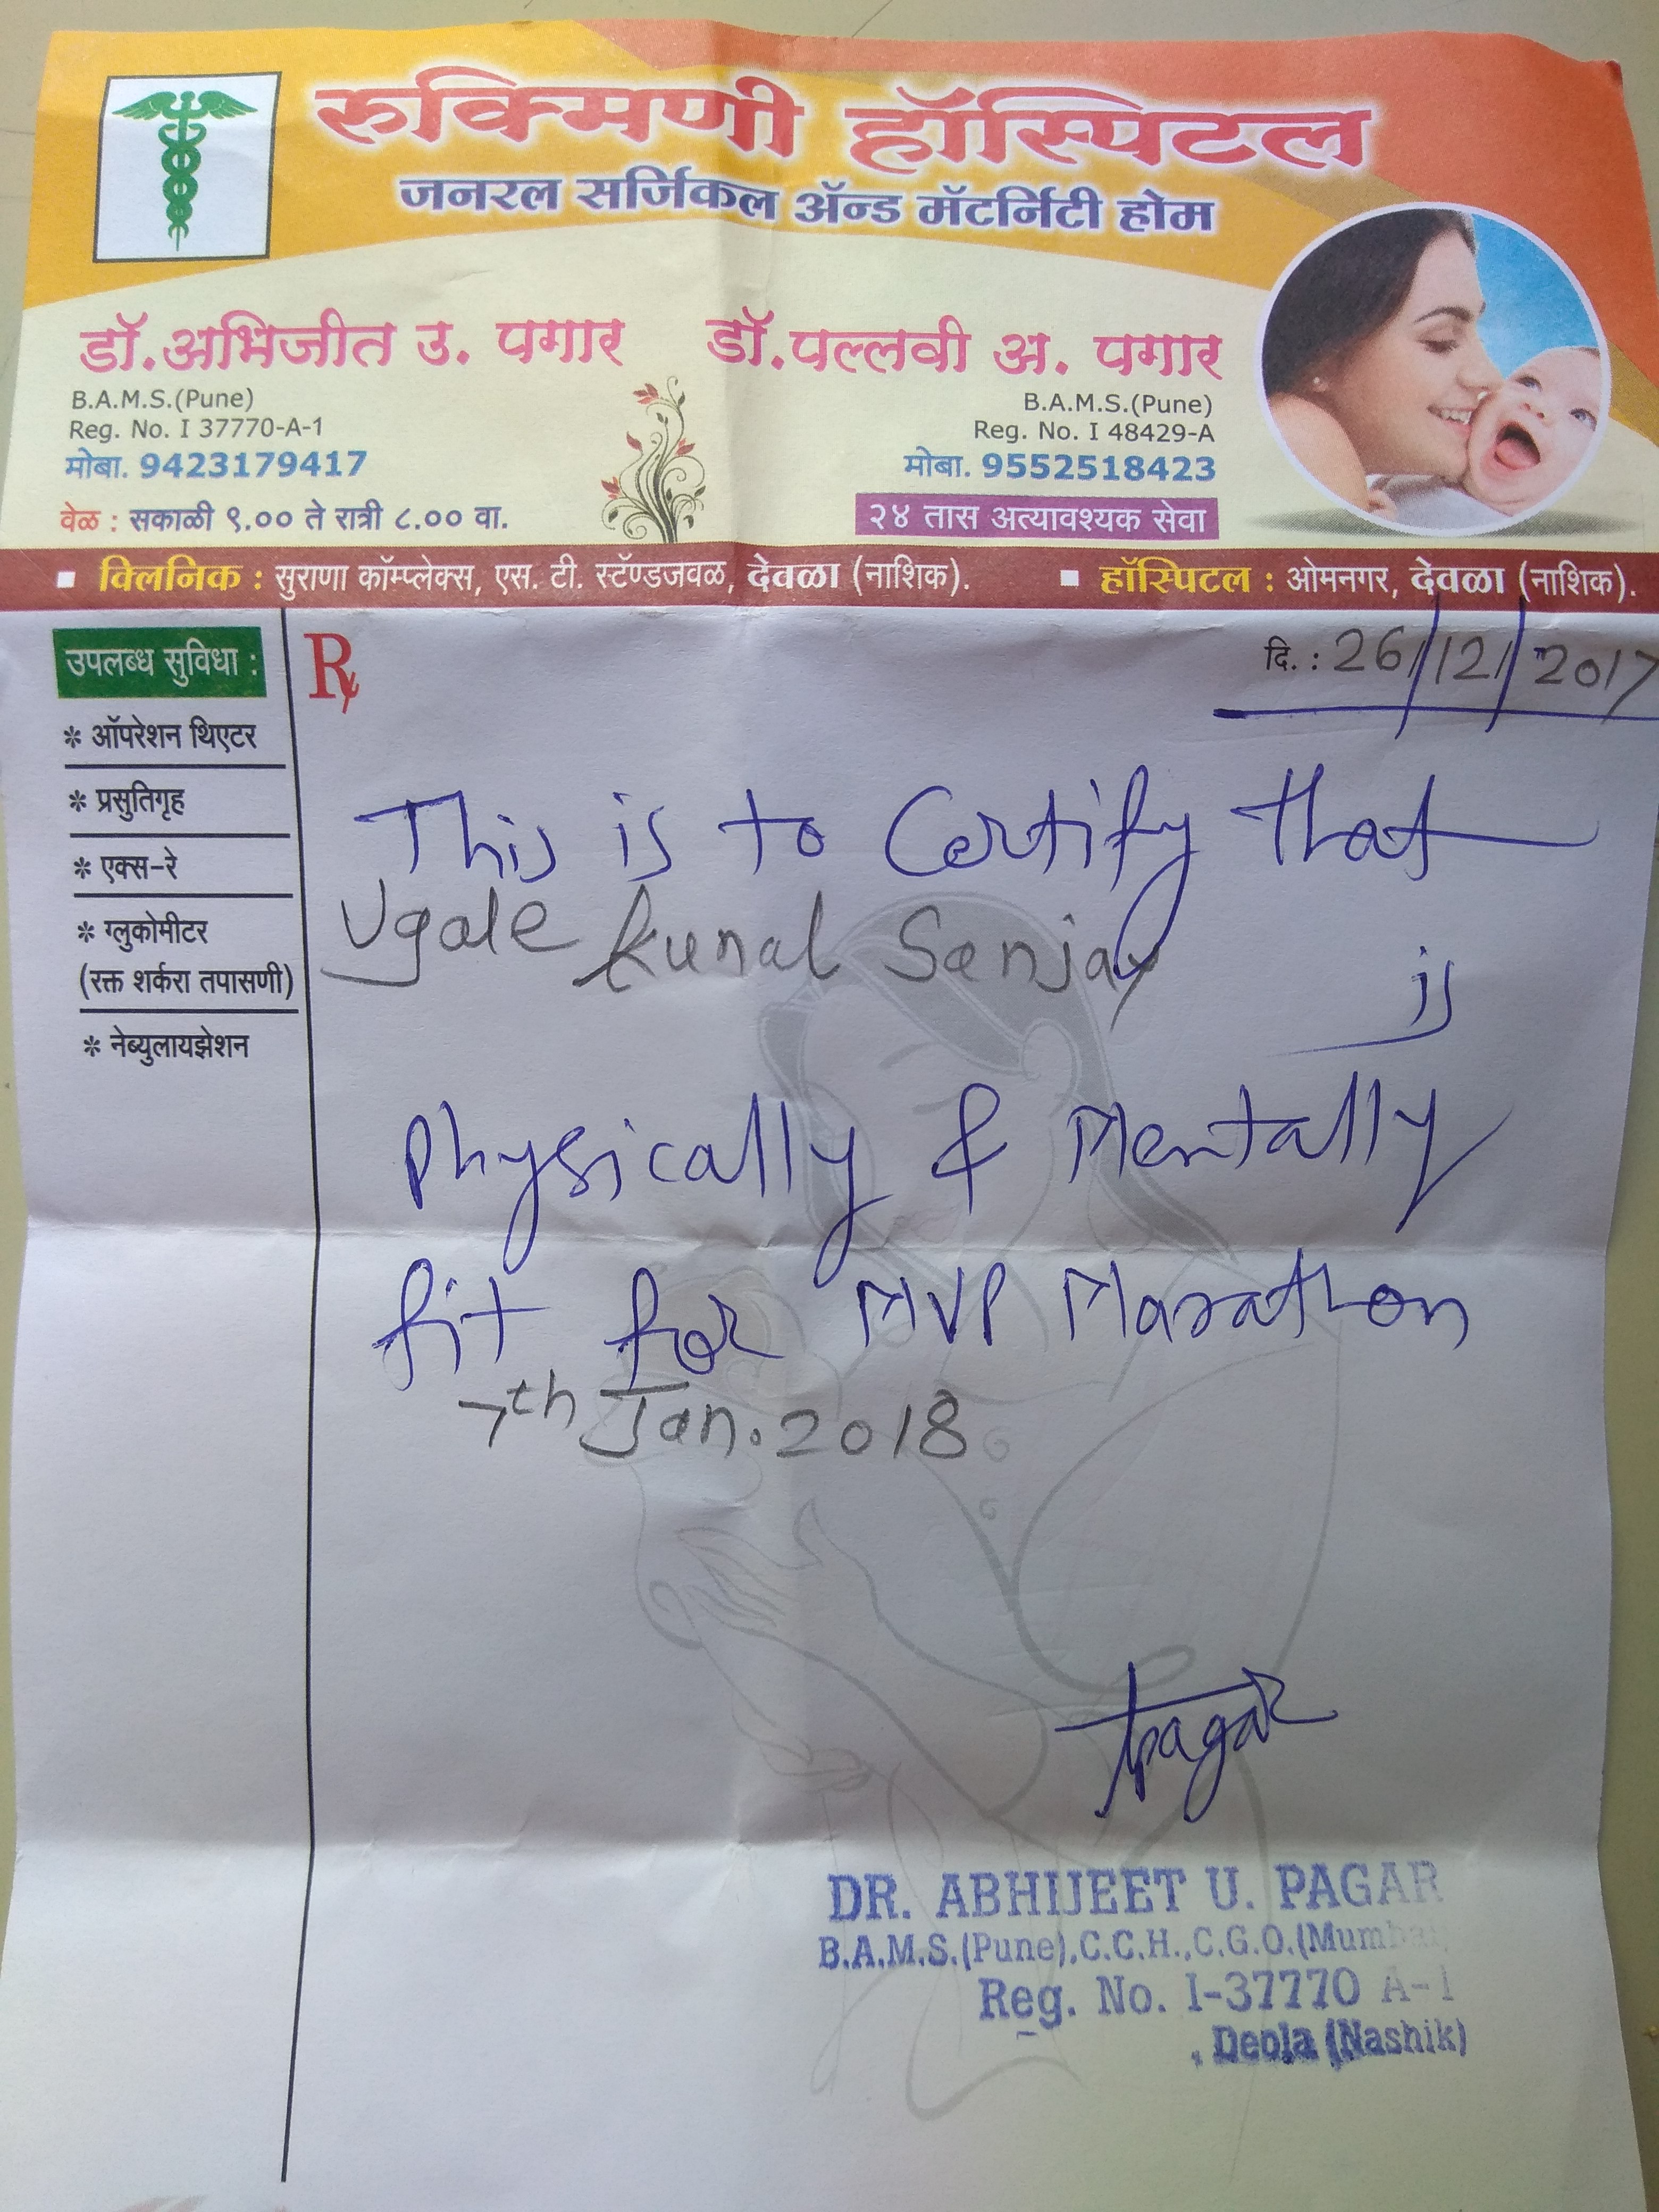 रुक्मिणी हॉस्पिटल
जनरल सर्जिकल ॲन्ड मॅटर्निटी होम
डॉ.अभिजीत उ. पगार
B.A.M.S.(Pune)
Reg. No. I 37770-A-1
मोबा. 9423179417
वेळ : सकाळी ९.०० ते रात्री ८.०० वा.
डॉ.पल्लवी अ. पगार
B.A.M.S.(Pune)
Reg. No. I 48429-A
मोबा. 9552518423
२४ तास अत्यावश्यक सेवा
क्लिनिक : सुराणा कॉम्प्लेक्स, एस. टी. स्टॅण्डजवळ, देवळा (नाशिक).
हॉस्पिटल : ओमनगर, देवळा (नाशिक).
उपलब्ध सुविधा :
* ऑपरेशन थिएटर
* प्रसुतिगृह
* एक्स-रे
* ग्लुकोमीटर
(रक्त शर्करा तपासणी)
* नेब्युलायझेशन
Rx
दि. : 26/12/2017
This is to Certify that
Ugale Kunal Sanjay is
Physically & Mentally
fit for MVP Marathon
7th Jan. 2018
Apagar
DR. ABHIJEET U. PAGAR
B.A.M.S.(Pune),C.C.H.,C.G.O.(Mumbai)
Reg. No. I-37770 A-1
Deola (Nashik)